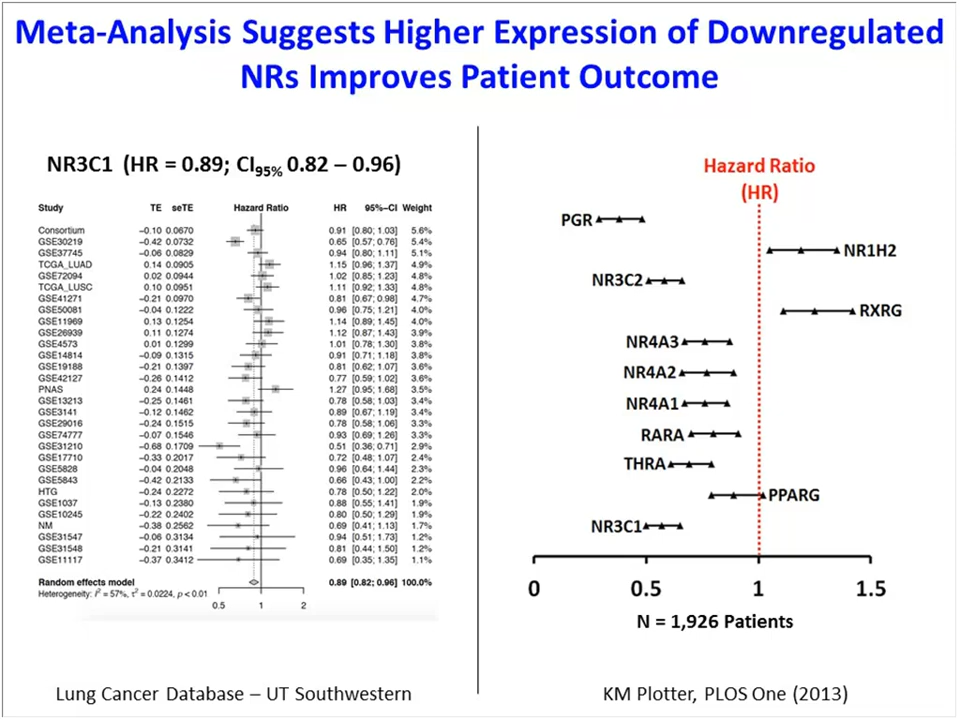 Meta-Analysis Suggests Higher Expression of Downregulated
NRs Improves Patient Outcome
NR3C1 (HR = 0.89; CI95% 0.82 – 0.96)
Study TE seTE Hazard Ratio HR 95%-CI Weight
Consortium −0.10 0.0670 0.91 [0.80; 1.03] 5.6%
GSE30219 −0.42 0.0732 0.65 [0.57; 0.76] 5.4%
GSE37745 −0.06 0.0829 0.94 [0.80; 1.11] 5.1%
TCGA_LUAD 0.14 0.0905 1.15 [0.96; 1.37] 4.9%
GSE72094 0.02 0.0944 1.02 [0.85; 1.23] 4.8%
TCGA_LUSC 0.10 0.0951 1.11 [0.92; 1.33] 4.8%
GSE41271 −0.21 0.0970 0.81 [0.67; 0.98] 4.7%
GSE50081 −0.04 0.1222 0.96 [0.75; 1.21] 4.0%
GSE11969 0.13 0.1254 1.14 [0.89; 1.45] 4.0%
GSE26939 0.11 0.1274 1.12 [0.87; 1.43] 3.9%
GSE4573 0.01 0.1299 1.01 [0.78; 1.30] 3.8%
GSE14814 −0.09 0.1315 0.91 [0.71; 1.18] 3.8%
GSE19188 −0.21 0.1397 0.81 [0.62; 1.07] 3.6%
GSE42127 −0.26 0.1412 0.77 [0.59; 1.02] 3.6%
PNAS 0.24 0.1448 1.27 [0.95; 1.68] 3.5%
GSE13213 −0.25 0.1461 0.78 [0.58; 1.03] 3.4%
GSE3141 −0.12 0.1462 0.89 [0.67; 1.19] 3.4%
GSE29016 −0.24 0.1515 0.78 [0.58; 1.06] 3.3%
GSE74777 −0.07 0.1546 0.93 [0.69; 1.26] 3.3%
GSE31210 −0.68 0.1709 0.51 [0.36; 0.71] 2.9%
GSE17710 −0.33 0.2017 0.72 [0.48; 1.07] 2.4%
GSE5828 −0.04 0.2048 0.96 [0.64; 1.44] 2.3%
GSE5843 −0.42 0.2133 0.66 [0.43; 1.00] 2.2%
HTG −0.24 0.2272 0.78 [0.50; 1.22] 2.0%
GSE1037 −0.13 0.2380 0.88 [0.55; 1.41] 1.9%
GSE10245 −0.22 0.2402 0.80 [0.50; 1.29] 1.9%
NM −0.38 0.2562 0.69 [0.41; 1.13] 1.7%
GSE31547 −0.06 0.3134 0.94 [0.51; 1.73] 1.2%
GSE31548 −0.21 0.3141 0.81 [0.44; 1.50] 1.2%
GSE11117 −0.37 0.3412 0.69 [0.35; 1.35] 1.1%
Random effects model 0.89 [0.82; 0.96] 100.0%
Heterogeneity: I² = 57%, τ² = 0.0224, p < 0.01
0.5 1 2
Lung Cancer Database – UT Southwestern
Hazard Ratio
(HR)
PGR
NR1H2
NR3C2
RXRG
NR4A3
NR4A2
NR4A1
RARA
THRA
PPARG
NR3C1
0 0.5 1 1.5
N = 1,926 Patients
KM Plotter, PLOS One (2013)